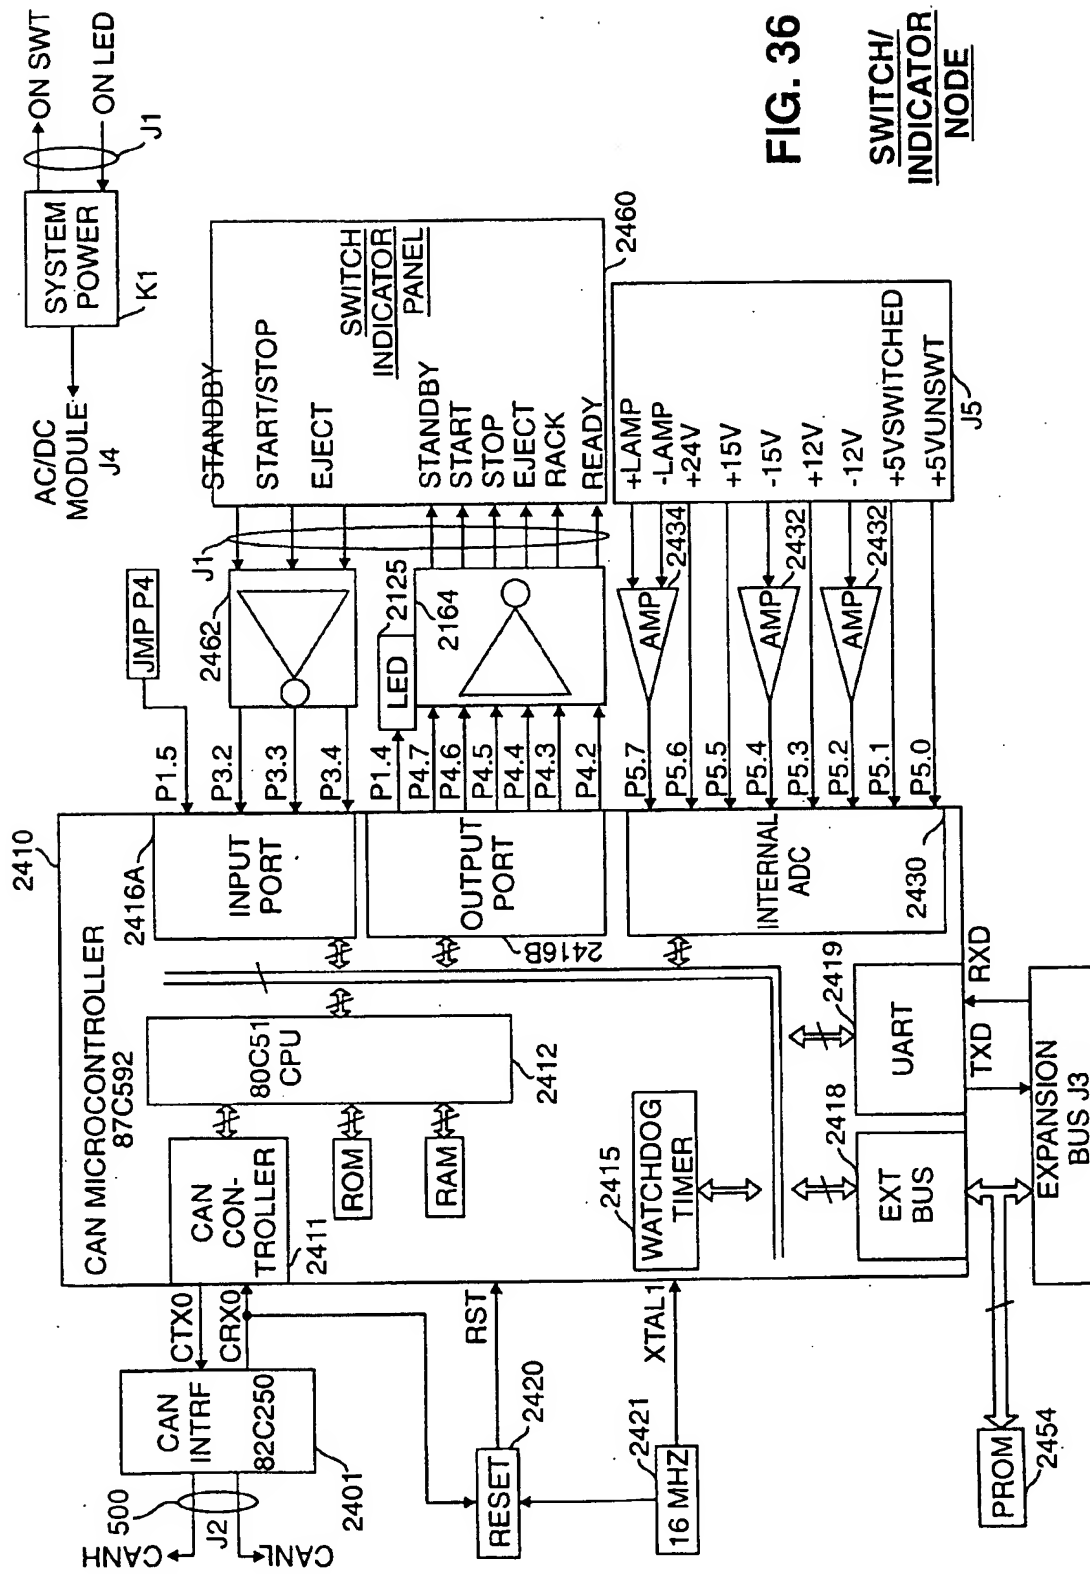 2410
CAN MICROCONTROLLER
87C592
CANH
CANL
500
J2
CAN
INTRF
82C250
2401
CTX0
CRX0
CAN
CON-
TROLLER
2411
ROM
RAM
80C51
CPU
2412
2416A
INPUT
PORT
OUTPUT
PORT
2416B
INTERNAL
ADC
2430
RESET
2420
RST
16 MHZ
2421
XTAL1
WATCHDOG
TIMER
2415
EXT
BUS
2418
UART
2419
TXD
RXD
EXPANSION
BUS J3
PROM
2454
P1.5
P3.2
P3.3
P3.4
P1.4
P4.7
P4.6
P4.5
P4.4
P4.3
P4.2
P5.7
P5.6
P5.5
P5.4
P5.3
P5.2
P5.1
P5.0
JMP P4
2462
J1
LED
2125
2164
AMP
2434
AMP
2432
AMP
2432
STANDBY
START/STOP
EJECT
SWITCH
INDICATOR
PANEL
STANDBY
START
STOP
EJECT
RACK
READY
2460
+LAMP
-LAMP
+24V
+15V
-15V
+12V
-12V
+5VSWITCHED
+5VUNSWT
J5
AC/DC
MODULE
J4
SYSTEM
POWER
K1
ON SWT
ON LED
J1
FIG. 36
SWITCH/
INDICATOR
NODE